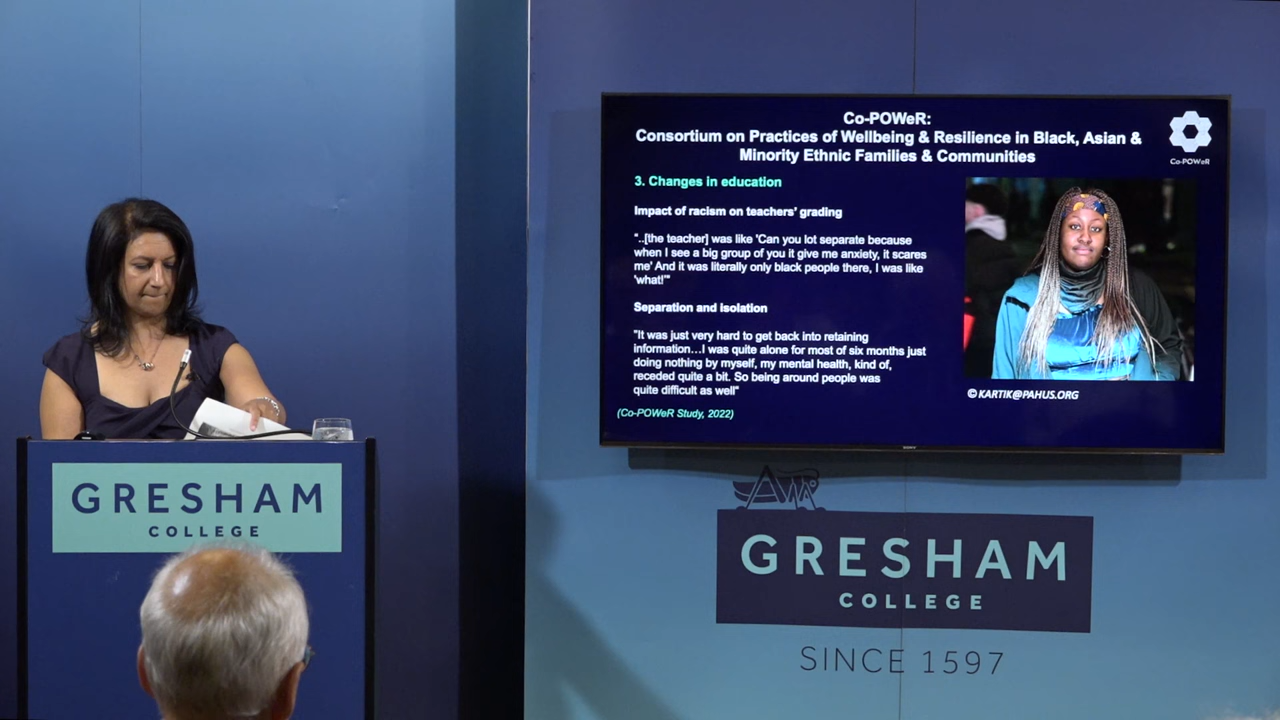 Co-POWeR:
Consortium on Practices of Wellbeing & Resilience in Black, Asian &
Minority Ethnic Families & Communities
Co-POWeR
3. Changes in education
Impact of racism on teachers' grading
"..[the teacher] was like 'Can you lot separate because
when I see a big group of you it give me anxiety, it scares
me' And it was literally only black people there, I was like
'what!'"
Separation and isolation
"It was just very hard to get back into retaining
information…I was quite alone for most of six months just
doing nothing by myself, my mental health, kind of,
receded quite a bit. So being around people was
quite difficult as well"
(Co-POWeR Study, 2022)
© KARTIK@PAHUS.ORG
SONY
GRESHAM
COLLEGE
GRESHAM
COLLEGE
SINCE 1597